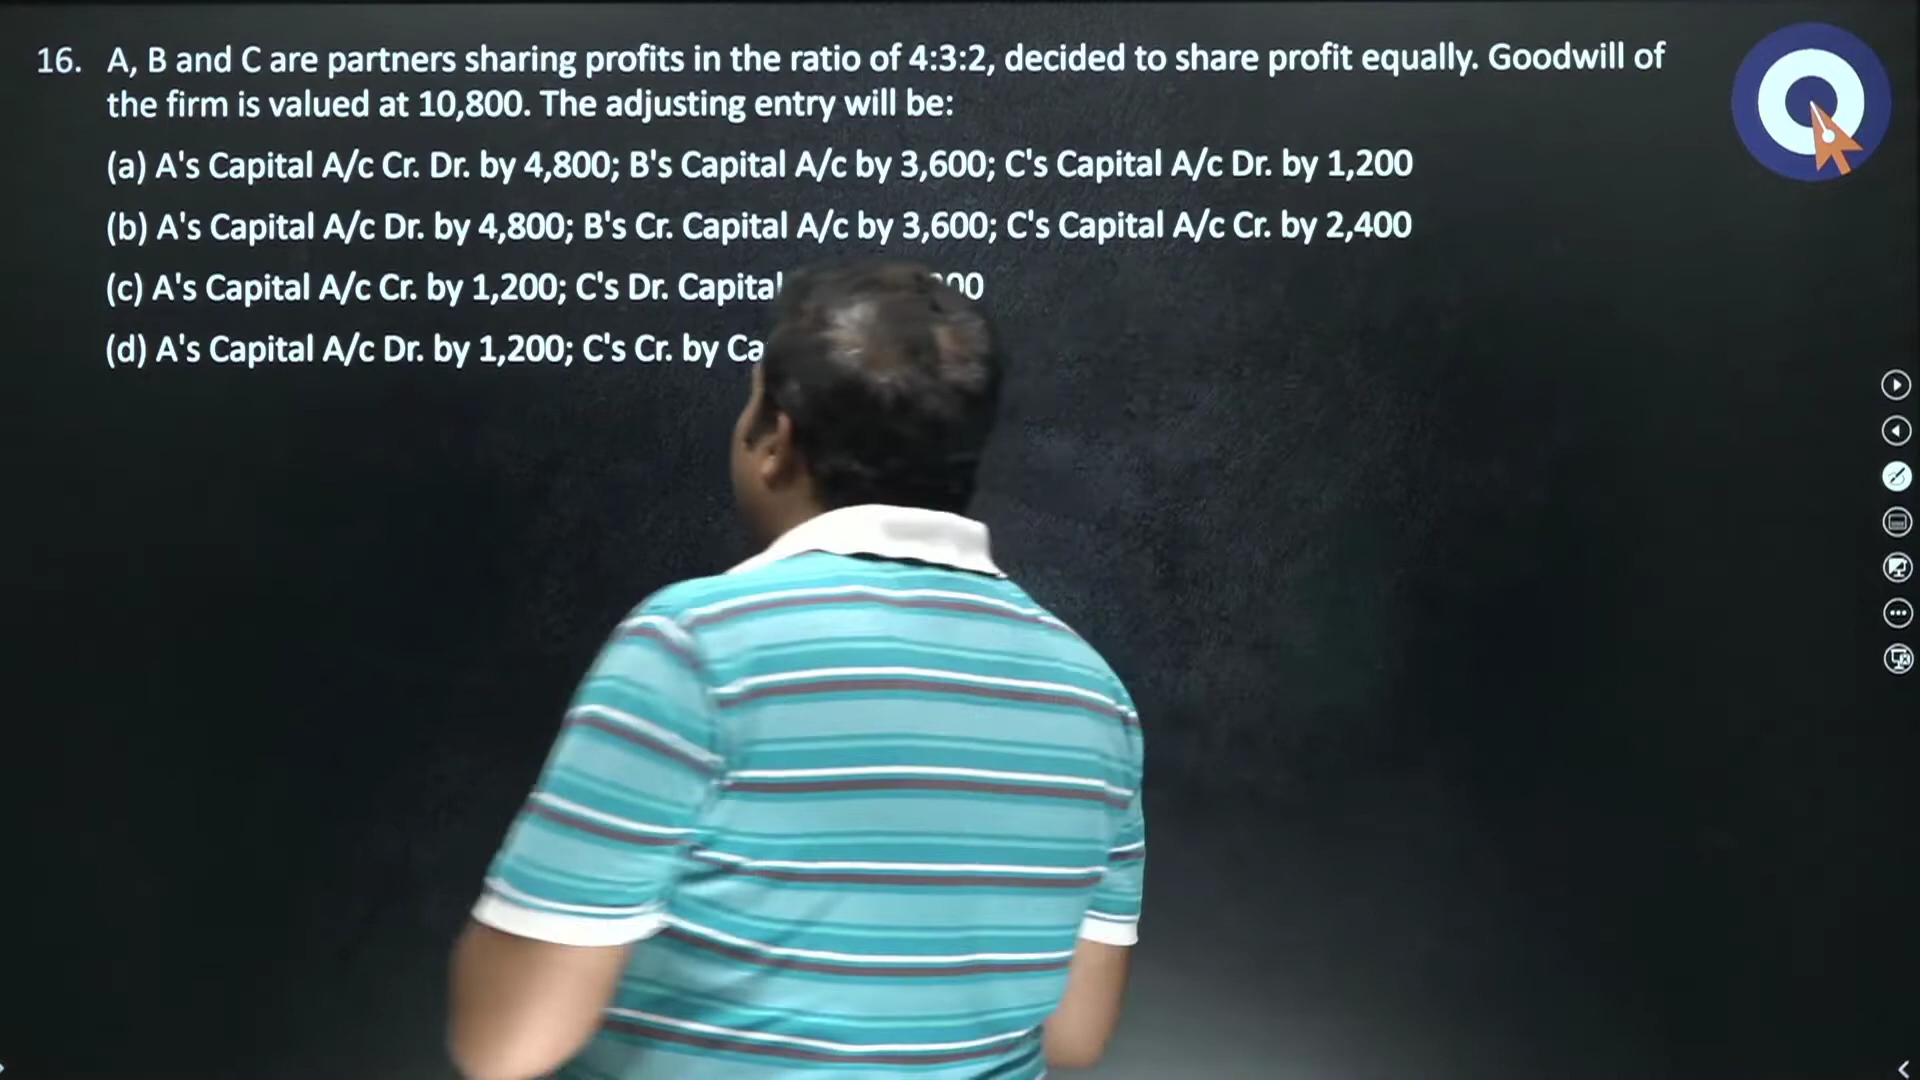 16. A, B and C are partners sharing profits in the ratio of 4:3:2, decided to share profit equally. Goodwill of
the firm is valued at 10,800. The adjusting entry will be:
(a) A's Capital A/c Cr. Dr. by 4,800; B's Capital A/c by 3,600; C's Capital A/c Dr. by 1,200
(b) A's Capital A/c Dr. by 4,800; B's Cr. Capital A/c by 3,600; C's Capital A/c Cr. by 2,400
(c) A's Capital A/c Cr. by 1,200; C's Dr. Capital
(d) A's Capital A/c Dr. by 1,200; C's Cr. by